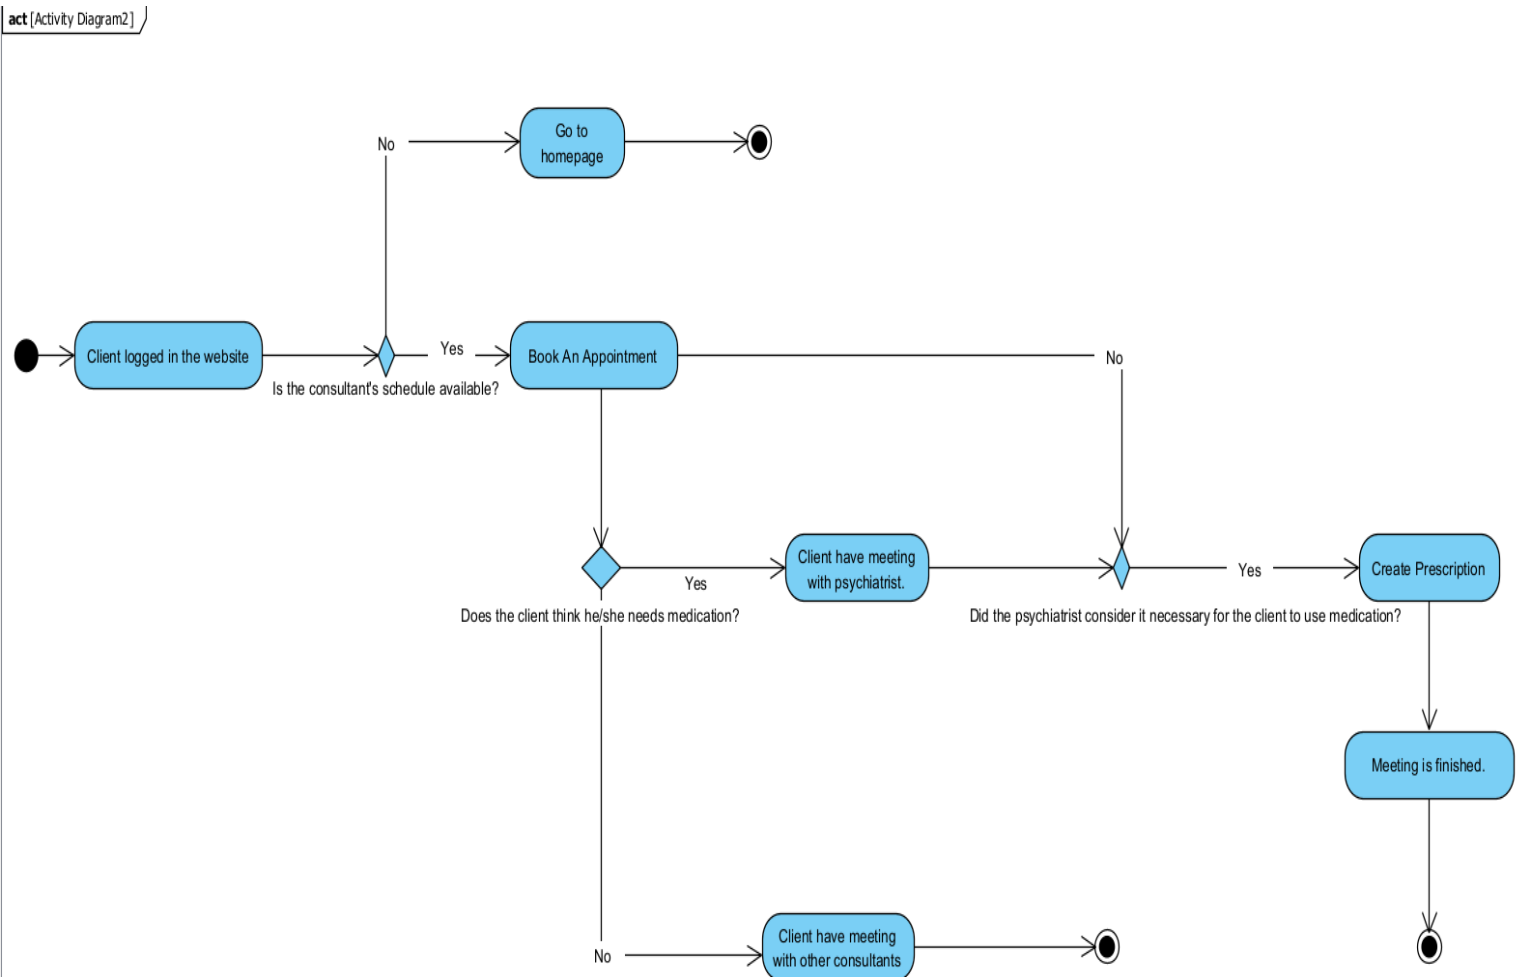 act [Activity Diagram2]
No
Go to
homepage
Client logged in the website
Yes
Book An Appointment
No
Is the consultant's schedule available?
Client have meeting
with psychiatrist.
Yes
Yes
Create Prescription
Does the client think he/she needs medication?
Did the psychiatrist consider it necessary for the client to use medication?
Meeting is finished.
No
Client have meeting
with other consultants